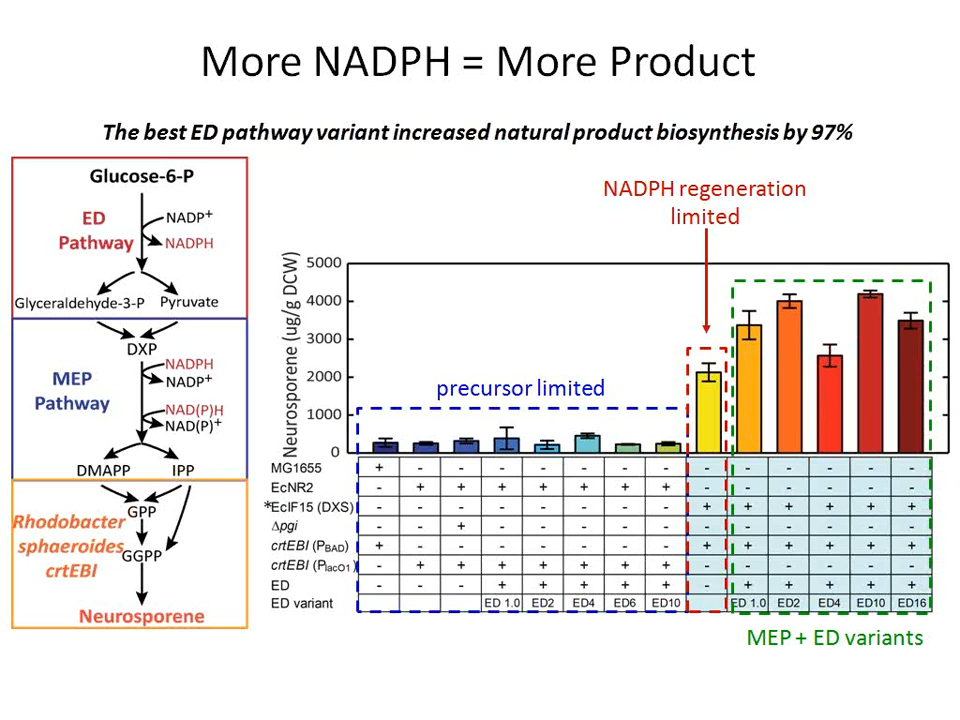 More NADPH = More Product
The best ED pathway variant increased natural product biosynthesis by 97%
Glucose-6-P
ED
Pathway
NADP+
NADPH
Glyceraldehyde-3-P Pyruvate
DXP
MEP
Pathway
NADPH
NADP+
NAD(P)H
NAD(P)+
DMAPP IPP
Rhodobacter
sphaeroides
crtEBI
GPP
GGPP
Neurosporene
NADPH regeneration
limited
Neurosporene (ug/g DCW)
5000
4000
3000
2000
1000
0
precursor limited
MG1655 + - - - - - - - - - - - - -
EcNR2 - + + + + + + + - - - - - -
*EcIF15 (DXS) - - - - - - - - + + + + + +
Δpgi - - + - - - - - - - - - - -
crtEBI (PBAD) + - - - - - - - + + + + + +
crtEBI (PlacO1) - + + + + + + + - - - - - -
ED - - - + + + + + - + + + + +
ED variant ED 1.0 ED2 ED4 ED6 ED10 ED 1.0 ED2 ED4 ED10 ED16
MEP + ED variants